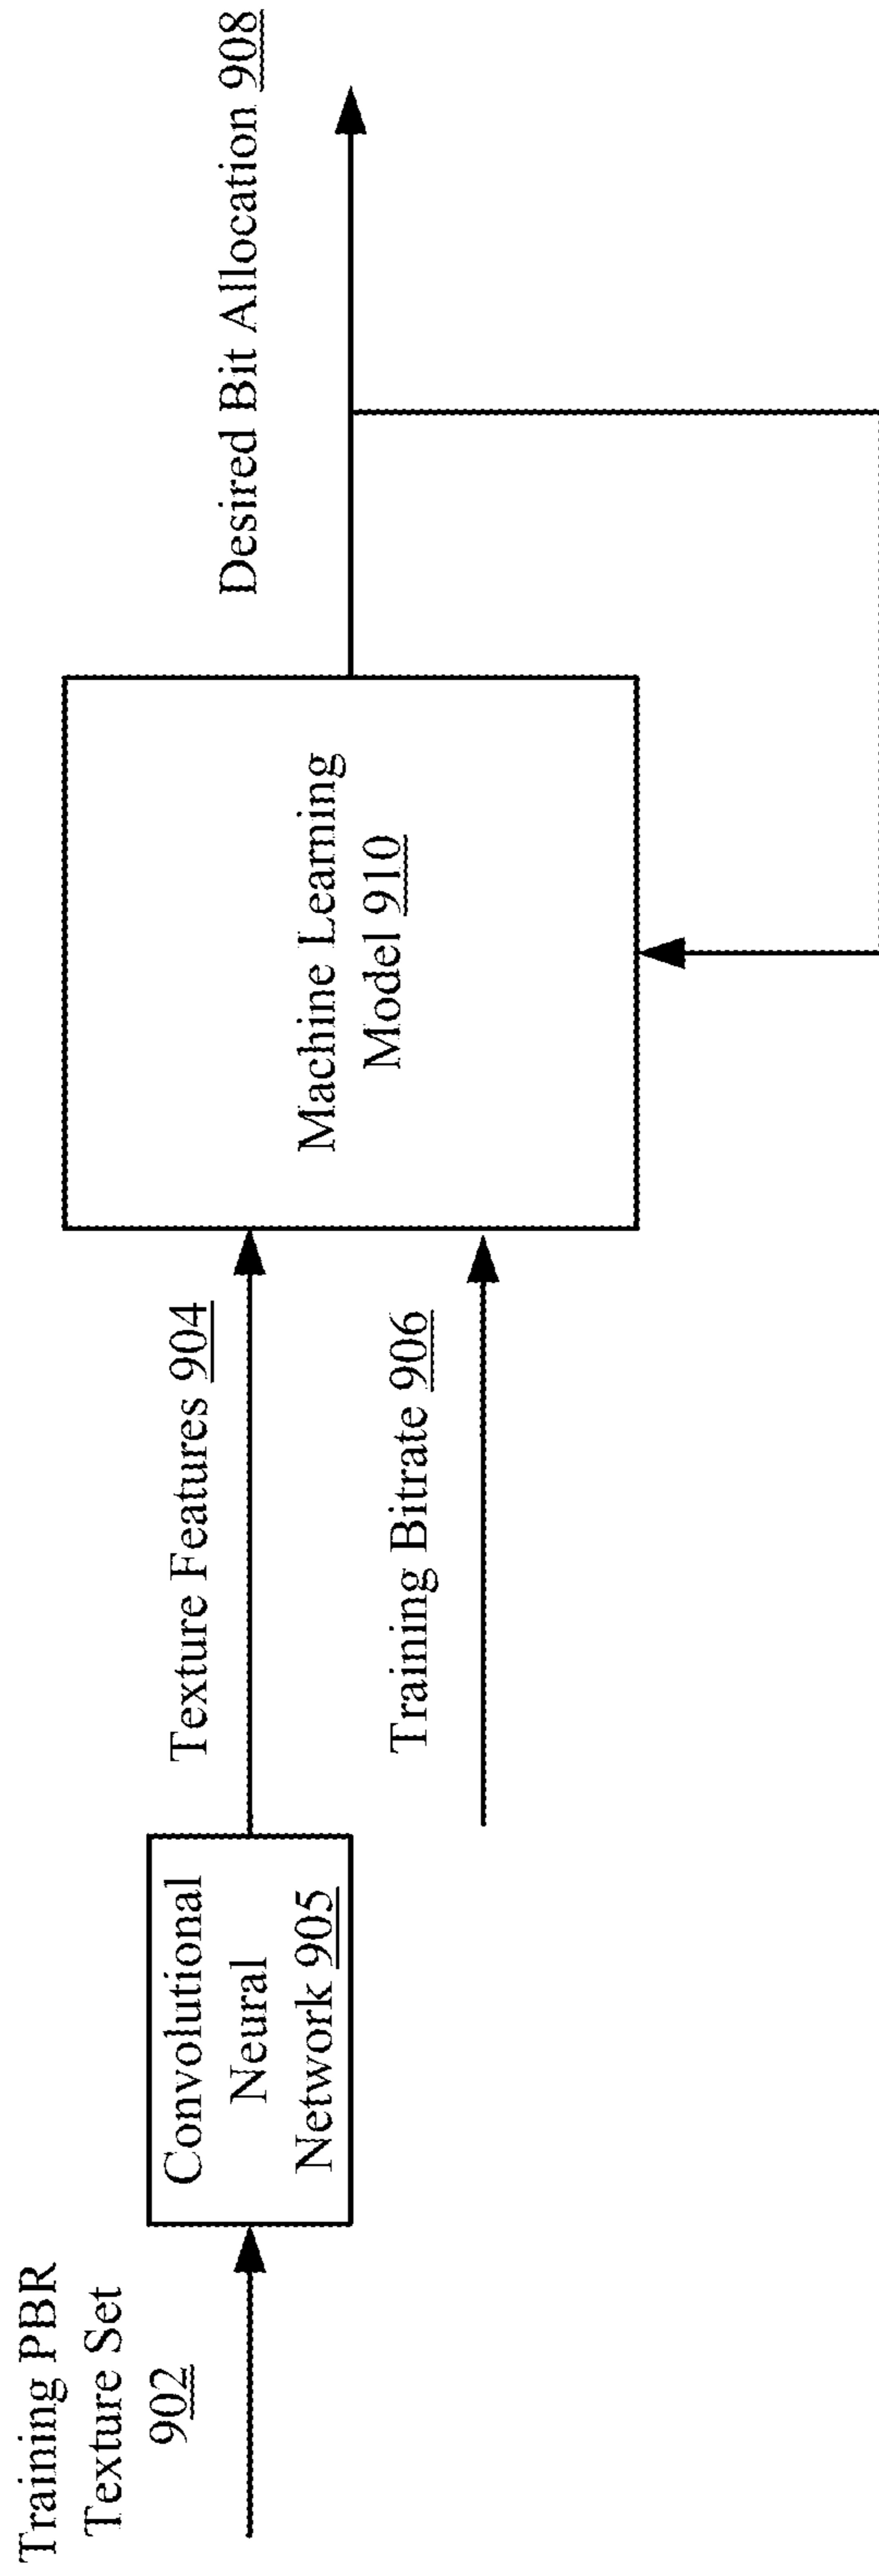 Training PBR
Texture Set
902
Convolutional
Neural
Network 905
Texture Features 904
Training Bitrate 906
Machine Learning
Model 910
Desired Bit Allocation 908